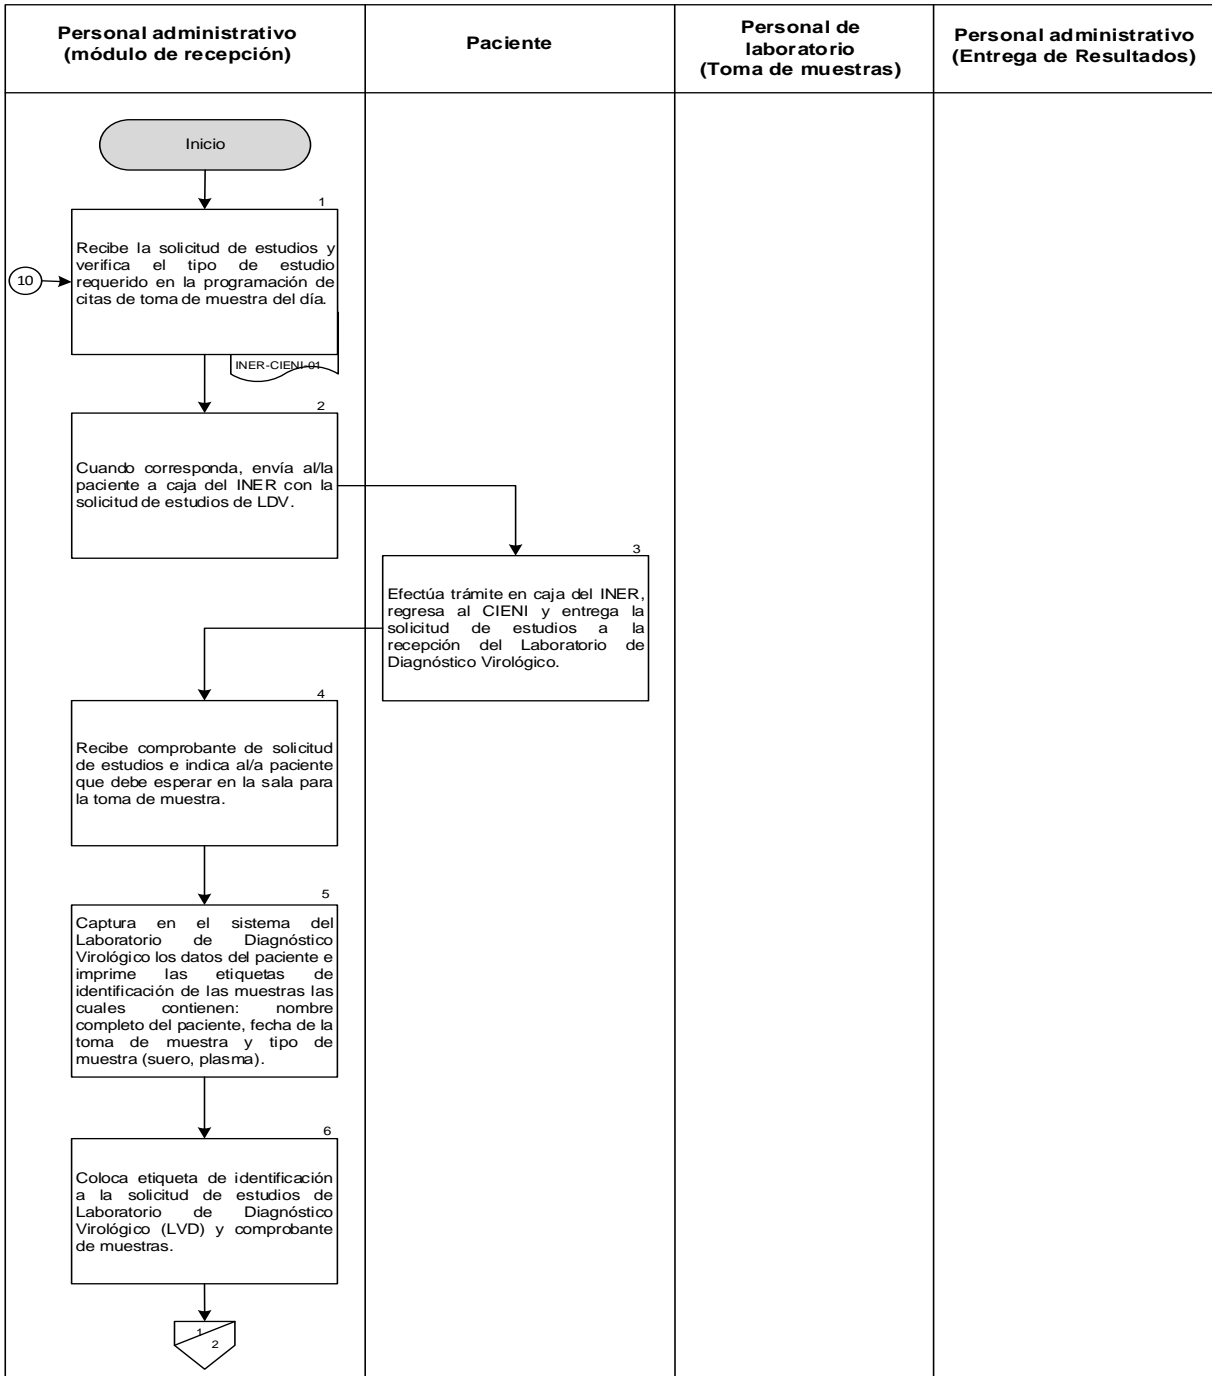 Personal administrativo
(módulo de recepción)
Paciente
Personal de
laboratorio
(Toma de muestras)
Personal administrativo
(Entrega de Resultados)
Inicio
1
Recibe la solicitud de estudios y
verifica el tipo de estudio
requerido en la programación de
citas de toma de muestra del día.
10
INER-CIENI-01
2
Cuando corresponda, envía al/la
paciente a caja del INER con la
solicitud de estudios de LDV.
3
Efectúa trámite en caja del INER,
regresa al CIENI y entrega la
solicitud de estudios a la
recepción del Laboratorio de
Diagnóstico Virológico.
4
Recibe comprobante de solicitud
de estudios e indica al/a paciente
que debe esperar en la sala para
la toma de muestra.
5
Captura en el sistema del
Laboratorio de Diagnóstico
Virológico los datos del paciente e
imprime las etiquetas de
identificación de las muestras las
cuales contienen: nombre
completo del paciente, fecha de la
toma de muestra y tipo de
muestra (suero, plasma).
6
Coloca etiqueta de identificación
a la solicitud de estudios de
Laboratorio de Diagnóstico
Virológico (LVD) y comprobante
de muestras.
1
2